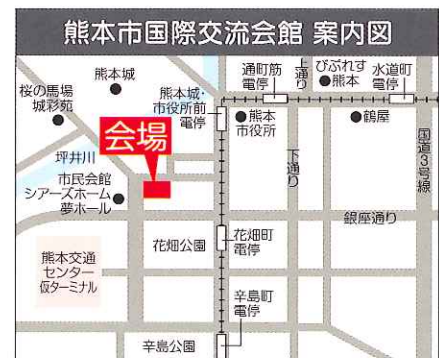 熊本市国際交流会館 案内図
通町筋
電停
上通り
びぷれす
熊本
水道町
電停
熊本城
熊本城・
市役所前
電停
桜の馬場
城彩苑
熊本
市役所
鶴屋
会場
国道3号線
坪井川
下通り
市民会館
シアーズホーム
夢ホール
銀座通り
花畑公園
花畑町
電停
熊本交通
センター
仮ターミナル
辛島町
電停
辛島公園